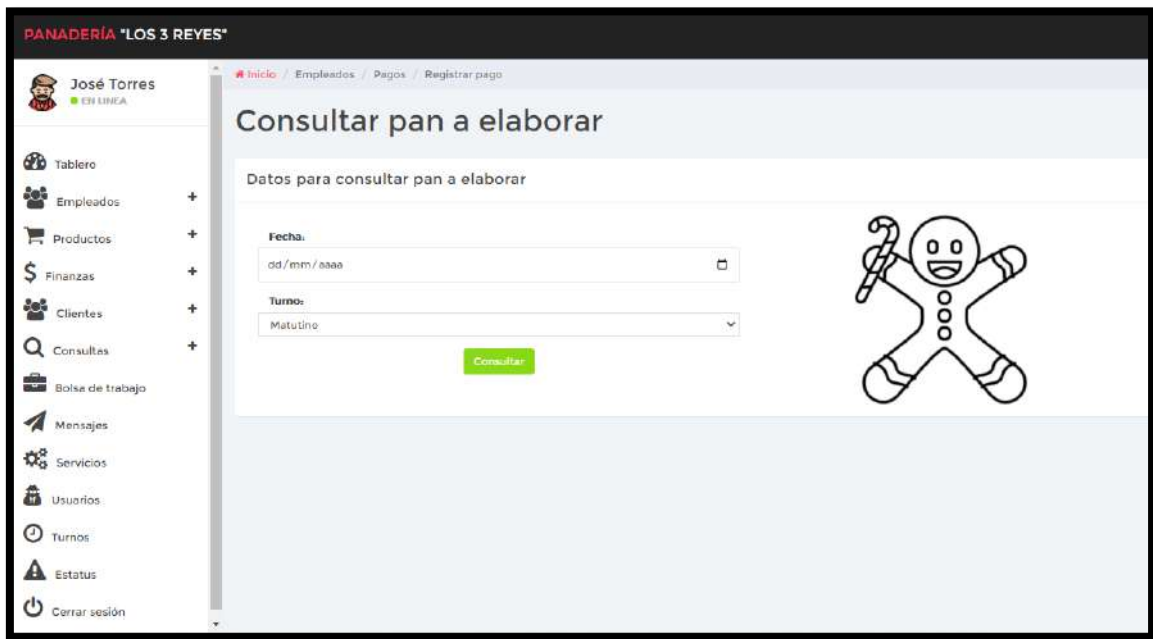 PANADERÍA "LOS 3 REYES"
José Torres
EN LINEA
Tablero
Empleados
Productos
Finanzas
Clientes
Consultas
Bolsa de trabajo
Mensajes
Servicios
Usuarios
Turnos
Estatus
Cerrar sesión
Inicio / Empleados / Pagos / Registrar pago
Consultar pan a elaborar
Datos para consultar pan a elaborar
Fecha:
dd/mm/aaaa
Turno:
Matutino
Consultar